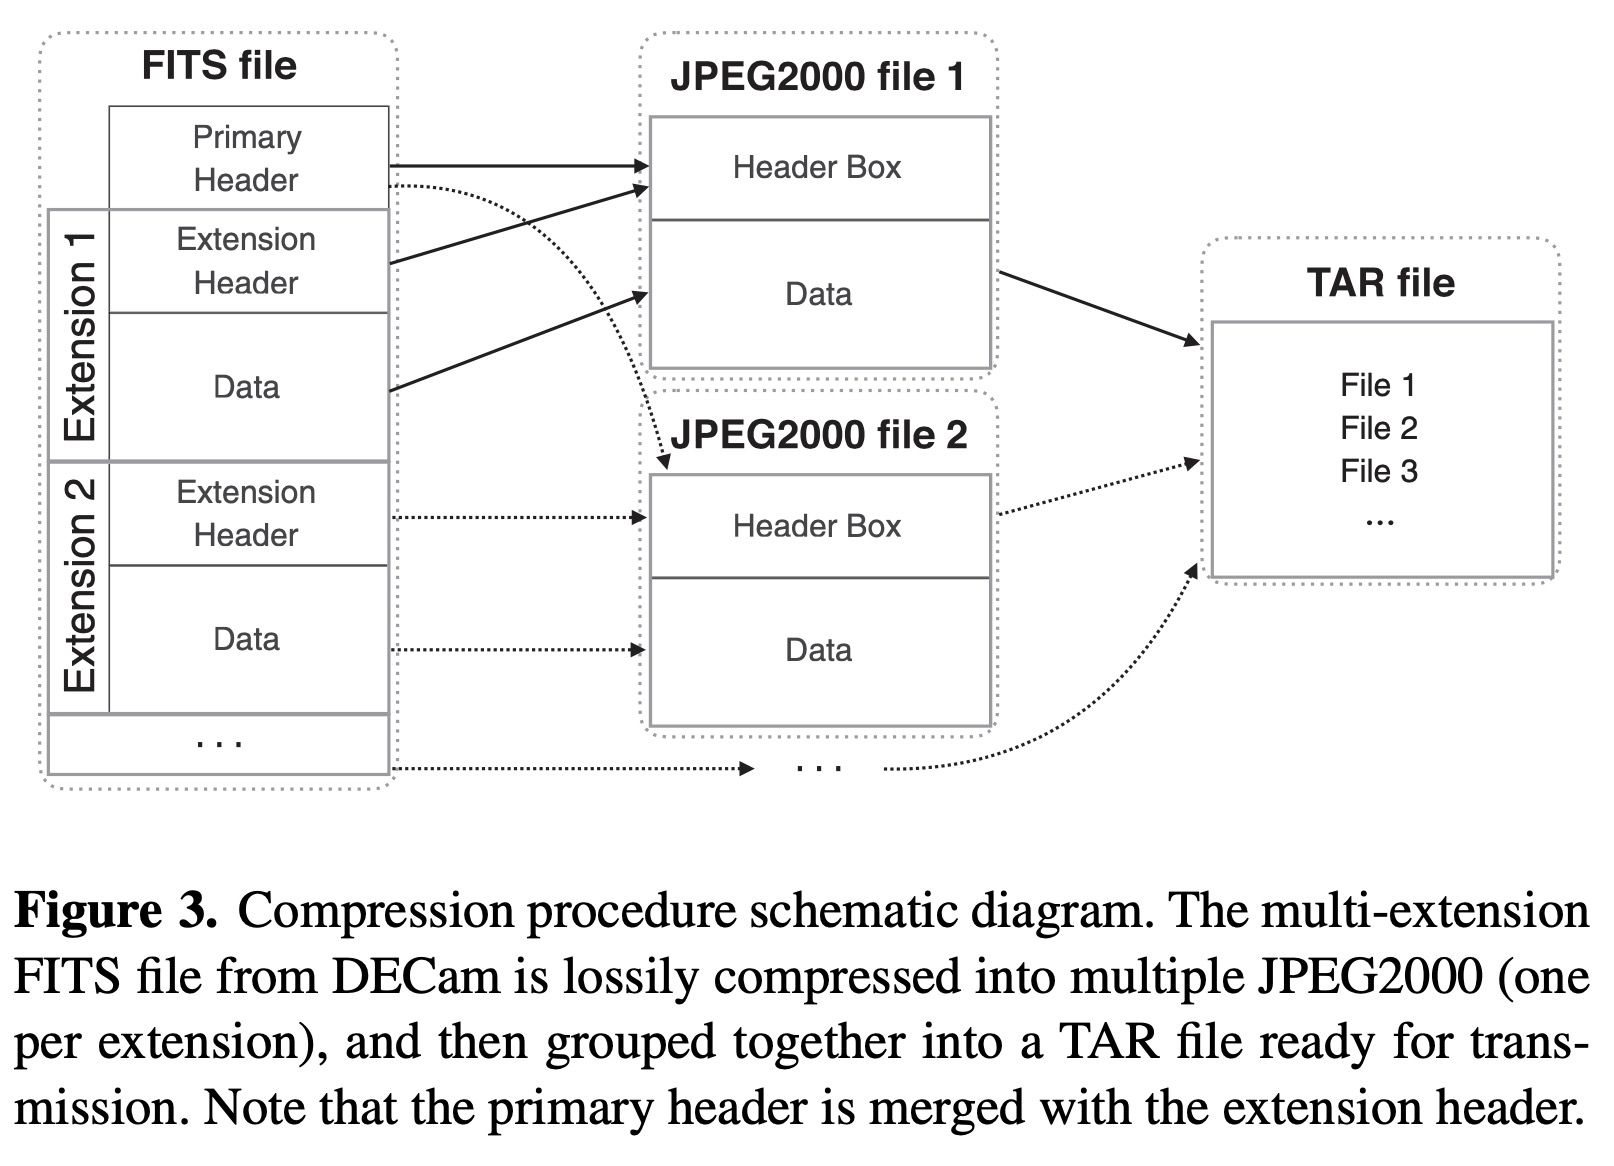 FITS file
Primary
Header
Extension 1
Extension
Header
Data
Extension 2
Extension
Header
Data
...
JPEG2000 file 1
Header Box
Data
JPEG2000 file 2
Header Box
Data
...
TAR file
File 1
File 2
File 3
...
Figure 3. Compression procedure schematic diagram. The multi-extension
FITS file from DECam is lossily compressed into multiple JPEG2000 (one
per extension), and then grouped together into a TAR file ready for trans-
mission. Note that the primary header is merged with the extension header.